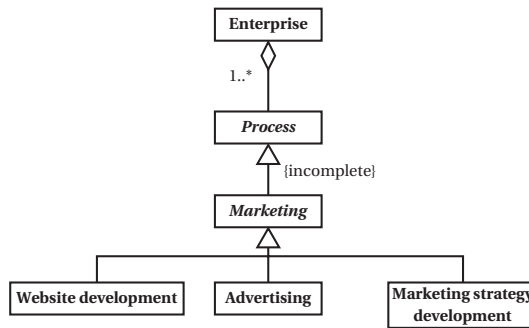 Enterprise
1..*
Process
{incomplete}
Marketing
Website development
Advertising
Marketing strategy
development